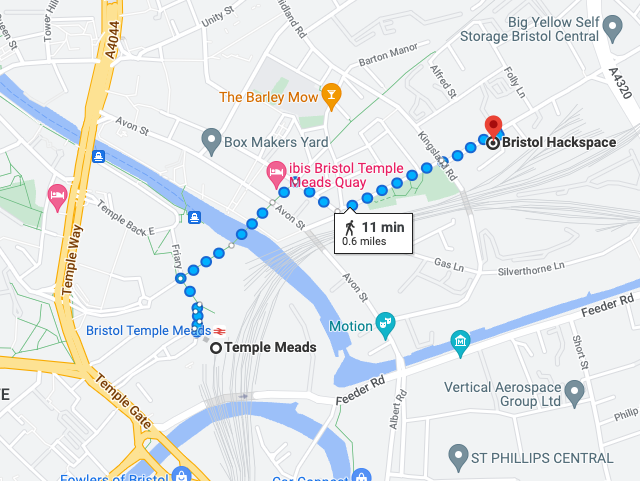 Tower Hill
Unity St
Midland Rd
Big Yellow Self
Storage Bristol Central
A4044
Barton Manor
Alfred St
Folly Ln
A4320
The Barley Mow
Avon St
Box Makers Yard
Kingsland Rd
Bristol Hackspace
ibis Bristol Temple
Meads Quay
Temple Back E
Avon St
11 min
0.6 miles
Temple Way
Friary
Gas Ln
Silverthorne Ln
Avon St
Feeder Rd
Bristol Temple Meads
Motion
Temple Meads
Short St
Temple Gate
Feeder Rd
Vertical Aerospace
Group Ltd
Albert Rd
Philip
TE
ST PHILLIPS CENTRAL
Fowlers of Bristol
Car Connect